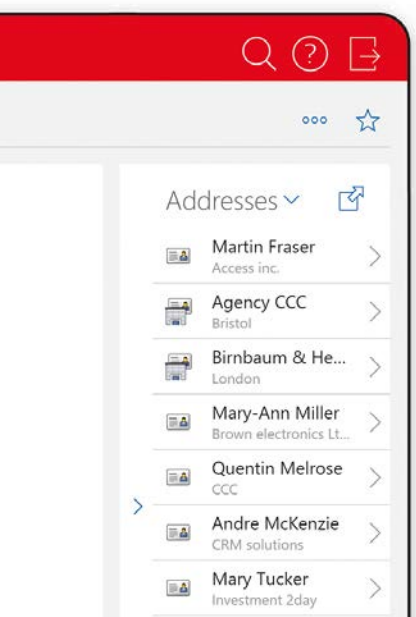 Addresses
Martin Fraser
Access inc.
Agency CCC
Bristol
Birnbaum & He...
London
Mary-Ann Miller
Brown electronics Lt...
Quentin Melrose
CCC
Andre McKenzie
CRM solutions
Mary Tucker
Investment 2day